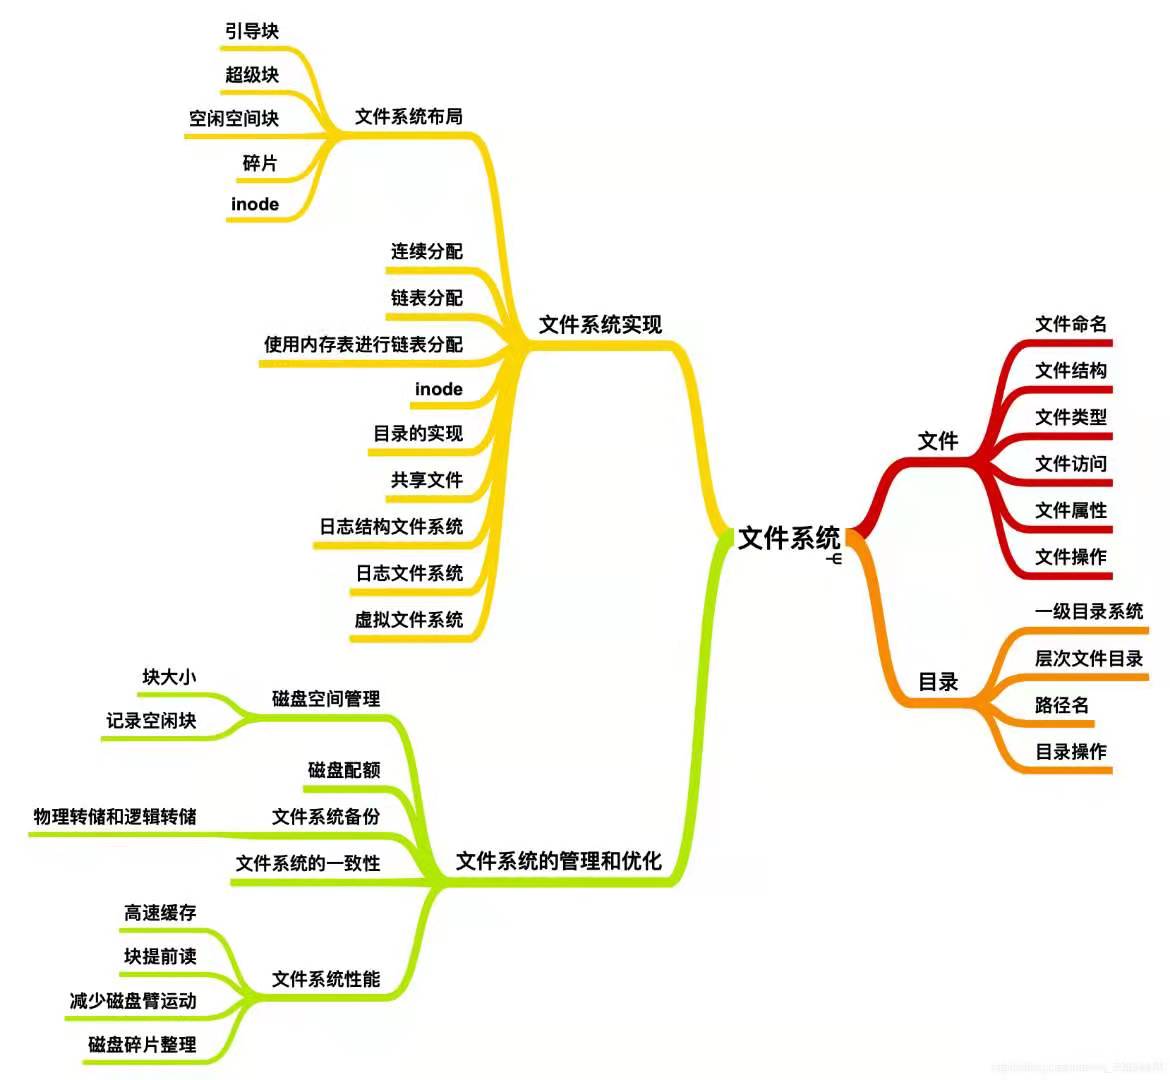 文件系统
文件
文件命名
文件结构
文件类型
文件访问
文件属性
文件操作
目录
一级目录系统
层次文件目录
路径名
目录操作
文件系统实现
文件系统布局
引导块
超级块
空闲空间块
碎片
inode
连续分配
链表分配
使用内存表进行链表分配
inode
目录的实现
共享文件
日志结构文件系统
日志文件系统
虚拟文件系统
文件系统的管理和优化
磁盘空间管理
块大小
记录空闲块
磁盘配额
文件系统备份
物理转储和逻辑转储
文件系统的一致性
文件系统性能
高速缓存
块提前读
减少磁盘臂运动
磁盘碎片整理